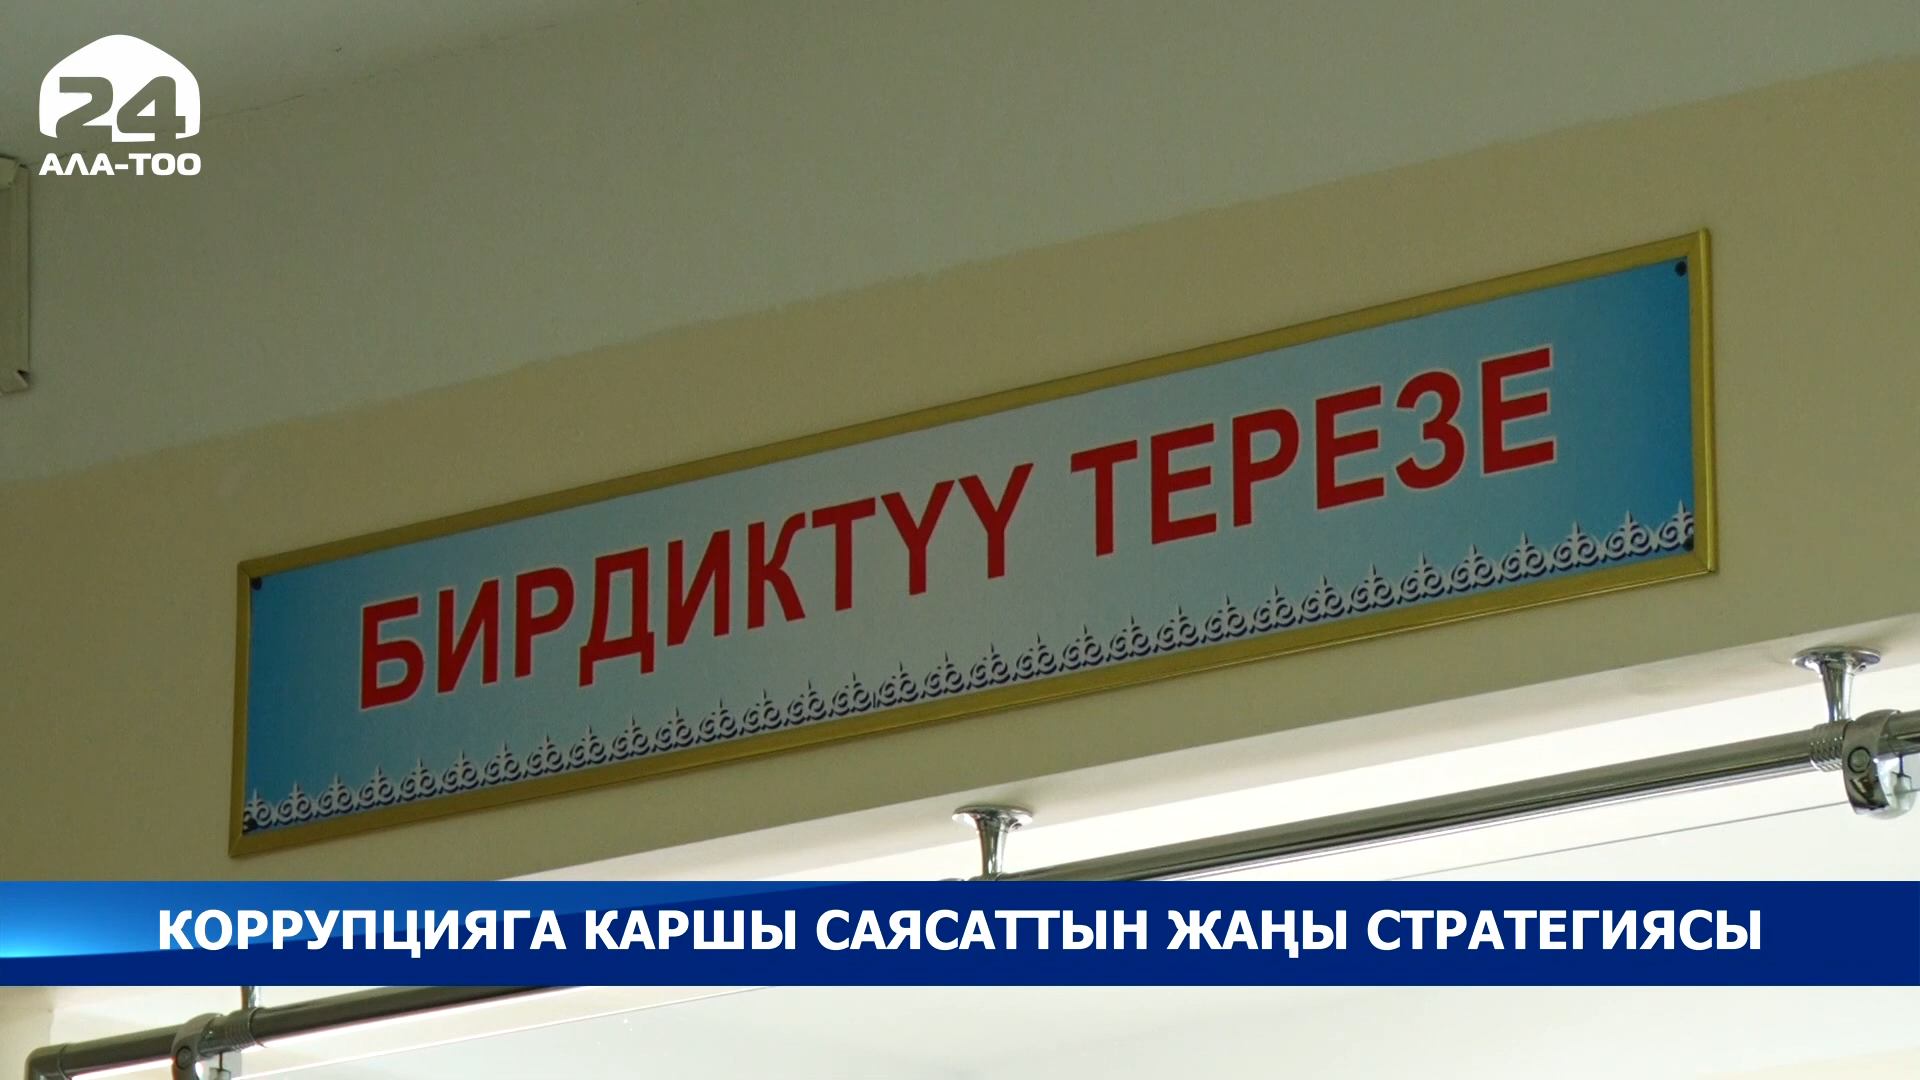 24
АЛА-ТОО
БИРДИКТҮҮ ТЕРЕЗЕ
КОРРУПЦИЯГА КАРШЫ САЯСАТТЫН ЖАҢЫ СТРАТЕГИЯСЫ